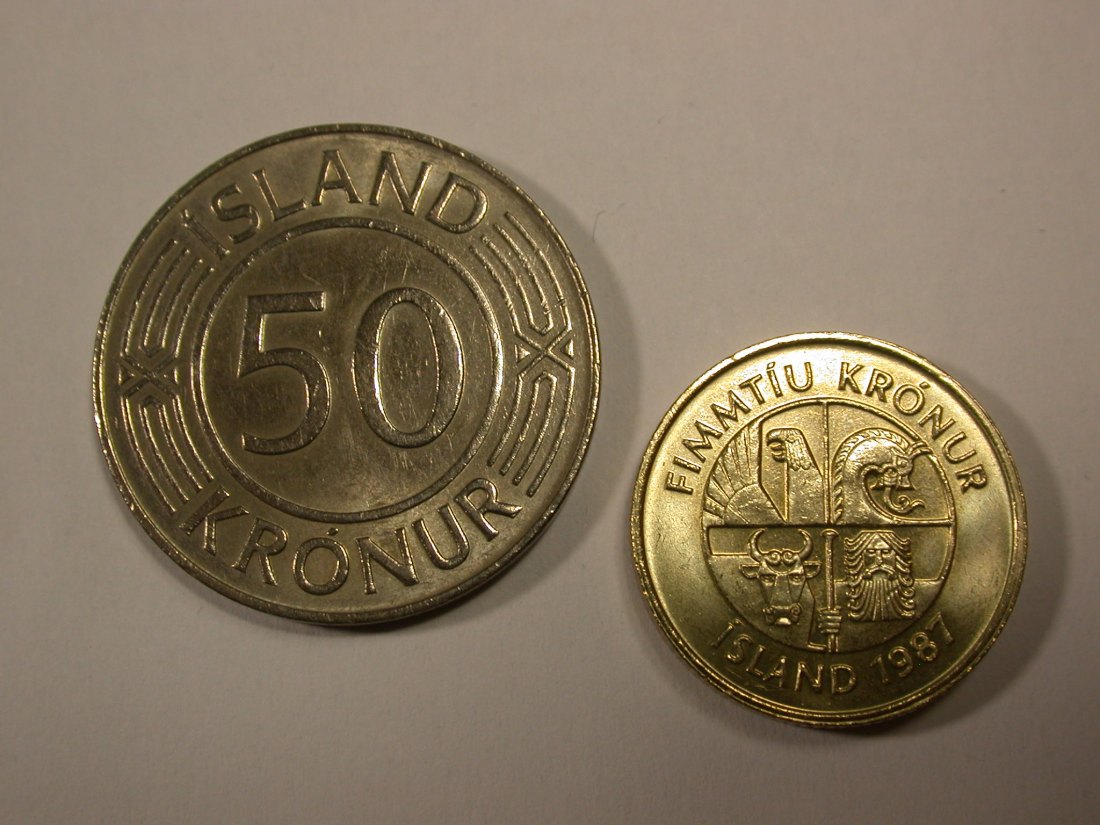 ÍSLAND
50
KRÓNUR
FIMMTÍU KRÓNUR
ÍSLAND 1987